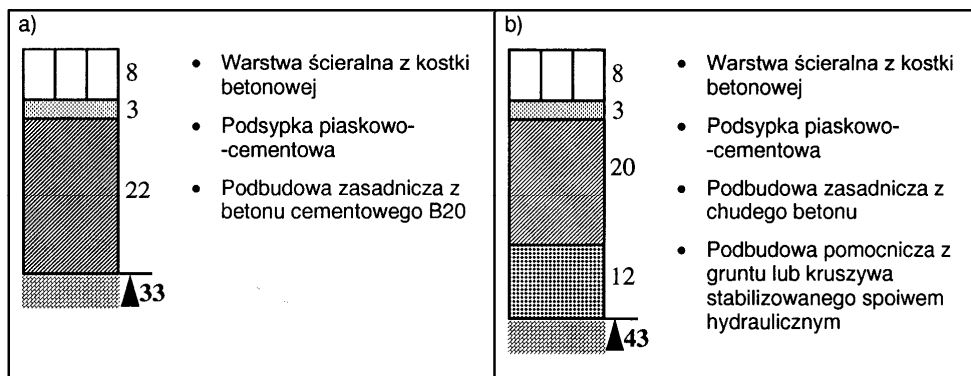 a)
8
3
22
33
• Warstwa ścieralna z kostki
betonowej
• Podsypka piaskowo-
-cementowa
• Podbudowa zasadnicza z
betonu cementowego B20
b)
8
3
20
12
43
• Warstwa ścieralna z kostki
betonowej
• Podsypka piaskowo-
-cementowa
• Podbudowa zasadnicza z
chudego betonu
• Podbudowa pomocnicza z
gruntu lub kruszywa
stabilizowanego spoiwem
hydraulicznym